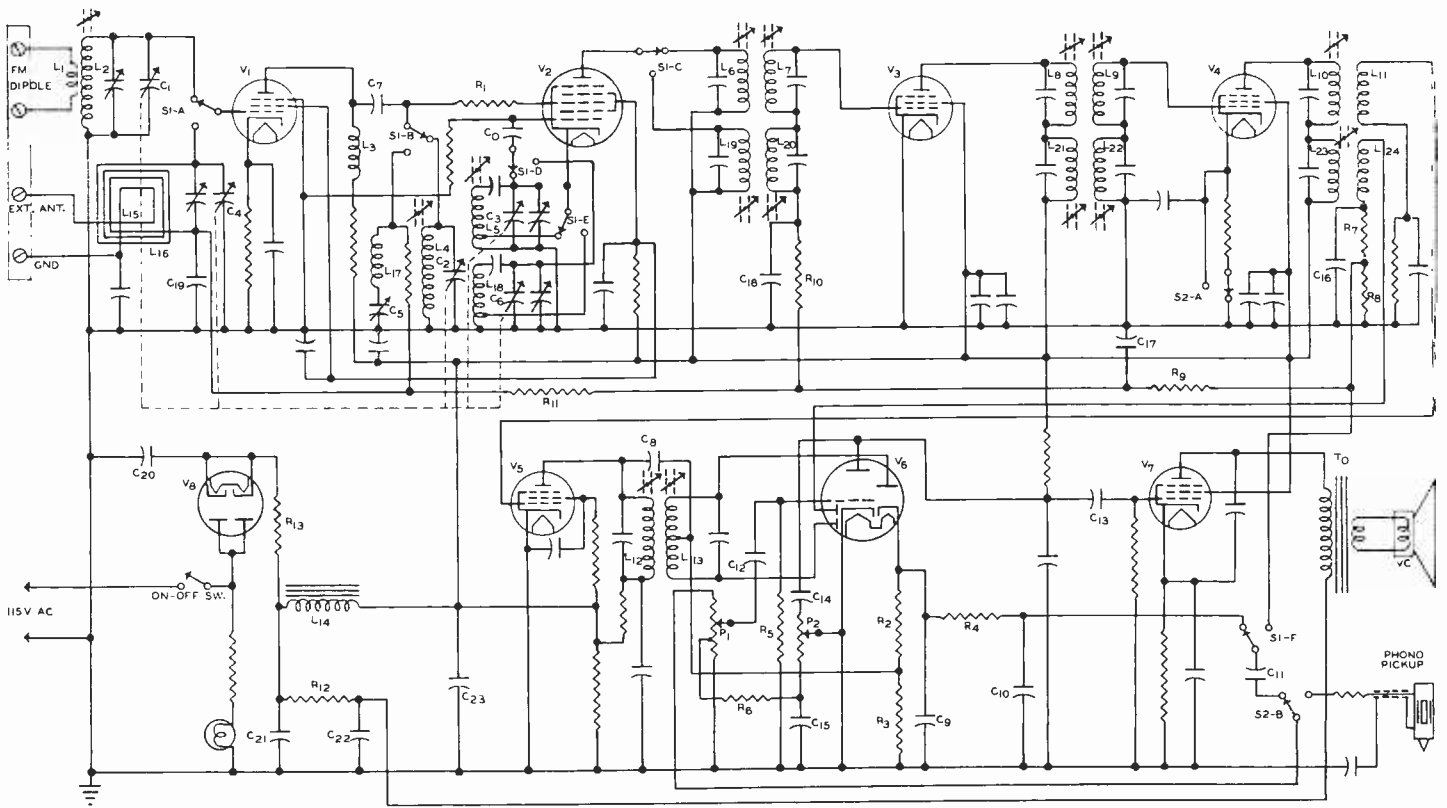 FM
DIPOLE
L1
L2
C1
S1-A
V1
C7
L3
R1
S1-B
V2
C0
S1-D
S1-C
L6
L7
L19
L20
V3
L8
L9
L21
L22
V4
L10
L11
L23
L24
EXT. ANT.
L15
L16
GND
C4
C19
L17
C5
L4
C2
C3
L5
S1-E
L18
C6
C18
R10
S2-A
C16
R7
R8
C17
R11
R9
C20
V8
R13
V5
C8
V6
V7
TO
C13
VC
L12
L13
C12
115V AC
ON-OFF SW.
L14
C14
P1
R5
P2
R2
R4
S1-F
C11
PHONO
PICKUP
R12
C23
R6
C10
S2-B
C21
C22
C15
R3
C9